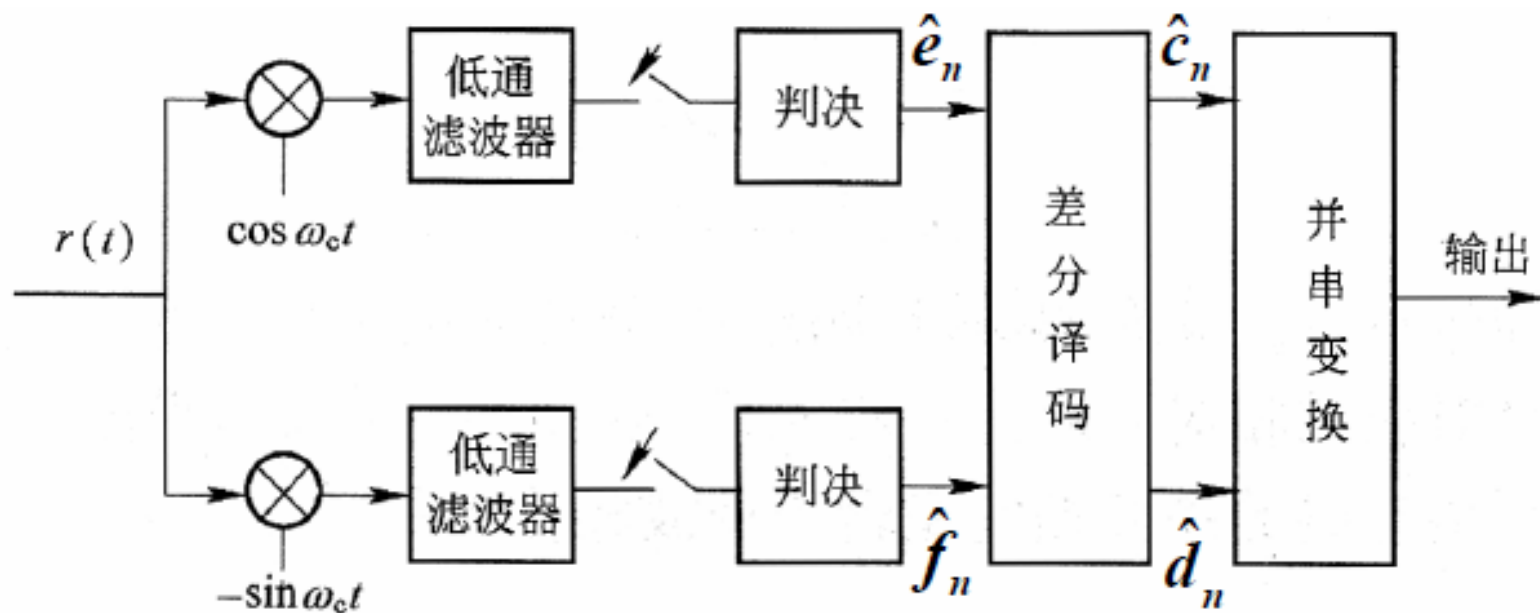 r(t)
cos ω_c t
低通
滤波器
判决
ê_n
差分译码
ĉ_n
并串变换
输出
-sin ω_c t
低通
滤波器
判决
f̂_n
d̂_n